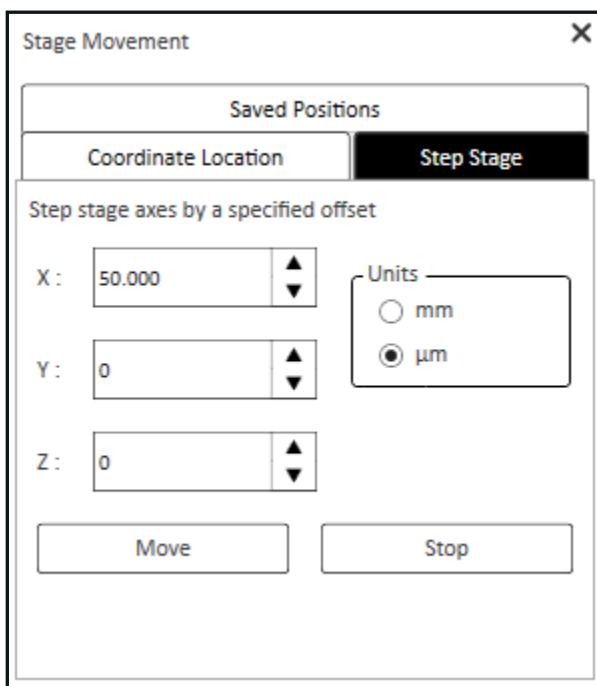 Stage Movement
Saved Positions
Coordinate Location
Step Stage
Step stage axes by a specified offset
X : 50.000
Units
mm
µm
Y : 0
Z : 0
Move
Stop